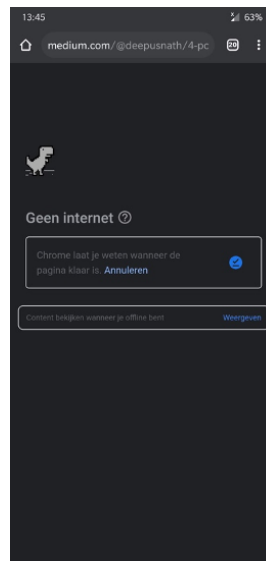 13:45
63%
medium.com/@deepusnath/4-pc
20
Geen internet
Chrome laat je weten wanneer de
pagina klaar is. Annuleren
Content bekijken wanneer je offline bent
Weergeven